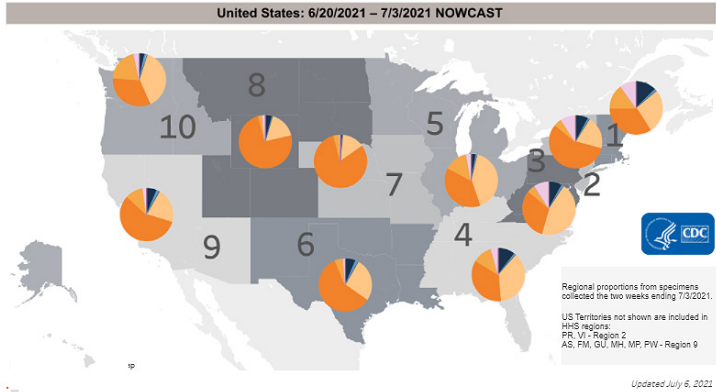 United States: 6/20/2021 – 7/3/2021 NOWCAST
8
10
5
1
3
2
7
9
6
4
CDC
Regional proportions from specimens
collected the two weeks ending 7/3/2021.
US Territories not shown are included in
HHS regions:
PR, VI - Region 2
AS, FM, GU, MH, MP, PW - Region 9
Updated July 6, 2021